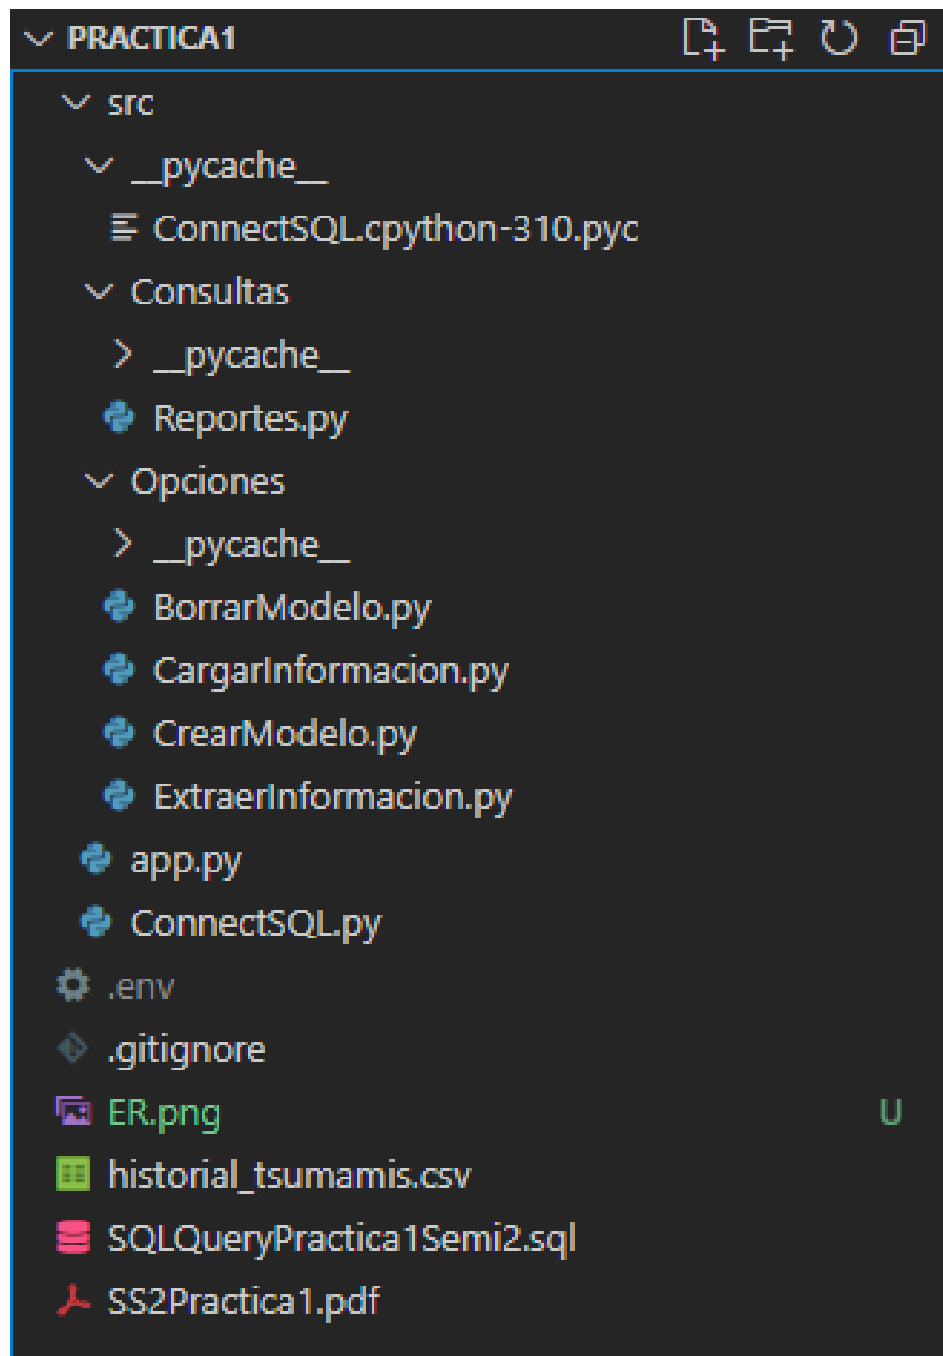 PRACTICA1
src
__pycache__
ConnectSQL.cpython-310.pyc
Consultas
__pycache__
Reportes.py
Opciones
__pycache__
BorrarModelo.py
CargarInformacion.py
CrearModelo.py
ExtraerInformacion.py
app.py
ConnectSQL.py
.env
.gitignore
ER.png U
historial_tsumamis.csv
SQLQueryPractica1Semi2.sql
SS2Practica1.pdf